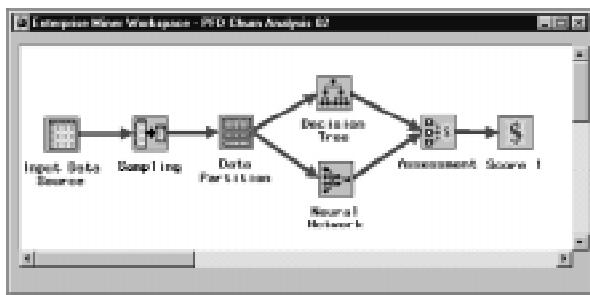 Enterprise Miner Workspace - PFD Churn Analysis 02
Decision
Tree
Input Data
Source
Sampling
Data
Partition
Assessment
Score !
Neural
Network